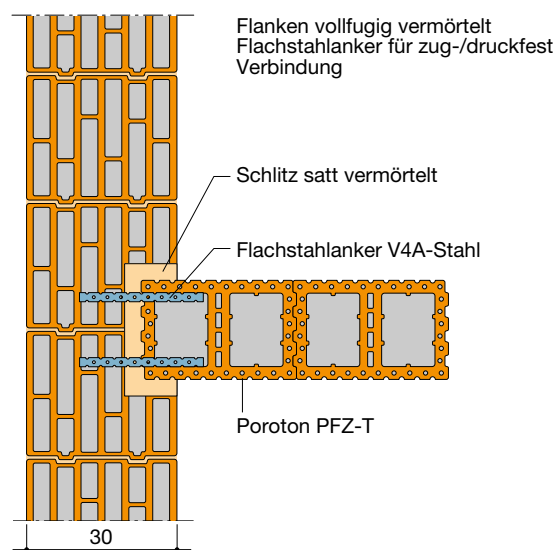 Flanken vollfugig vermörtelt
Flachstahlanker für zug-/druckfest
Verbindung
Schlitz satt vermörtelt
Flachstahlanker V4A-Stahl
Poroton PFZ-T
30